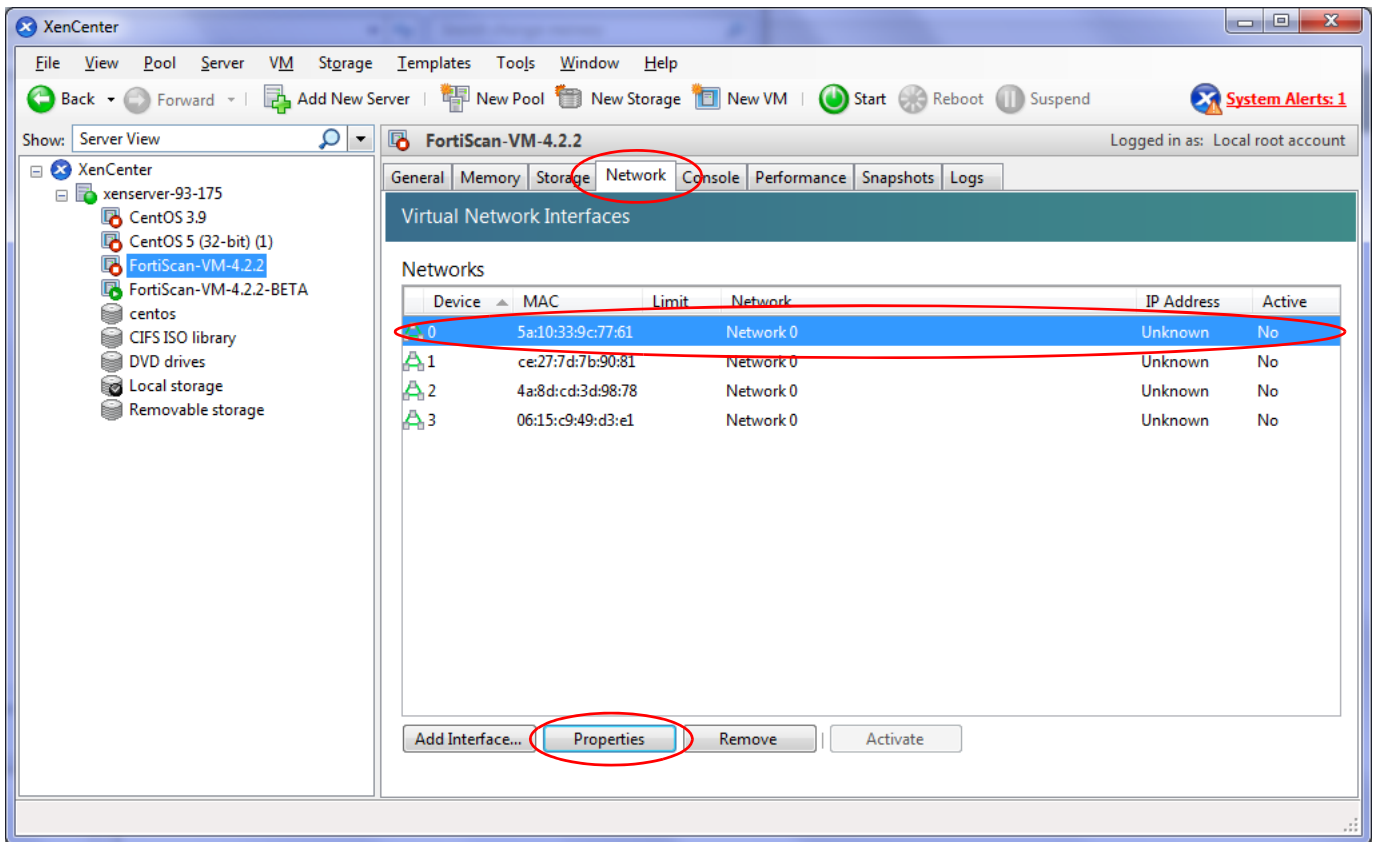 XenCenter
File View Pool Server VM Storage Templates Tools Window Help
Back Forward Add New Server New Pool New Storage New VM Start Reboot Suspend System Alerts: 1
Show: Server View
FortiScan-VM-4.2.2 Logged in as: Local root account
XenCenter
xenserver-93-175
CentOS 3.9
CentOS 5 (32-bit) (1)
FortiScan-VM-4.2.2
FortiScan-VM-4.2.2-BETA
centos
CIFS ISO library
DVD drives
Local storage
Removable storage
General Memory Storage Network Console Performance Snapshots Logs
Virtual Network Interfaces
Networks
Device MAC Limit Network IP Address Active
0 5a:10:33:9c:77:61 Network 0 Unknown No
1 ce:27:7d:7b:90:81 Network 0 Unknown No
2 4a:8d:cd:3d:98:78 Network 0 Unknown No
3 06:15:c9:49:d3:e1 Network 0 Unknown No
Add Interface... Properties Remove Activate